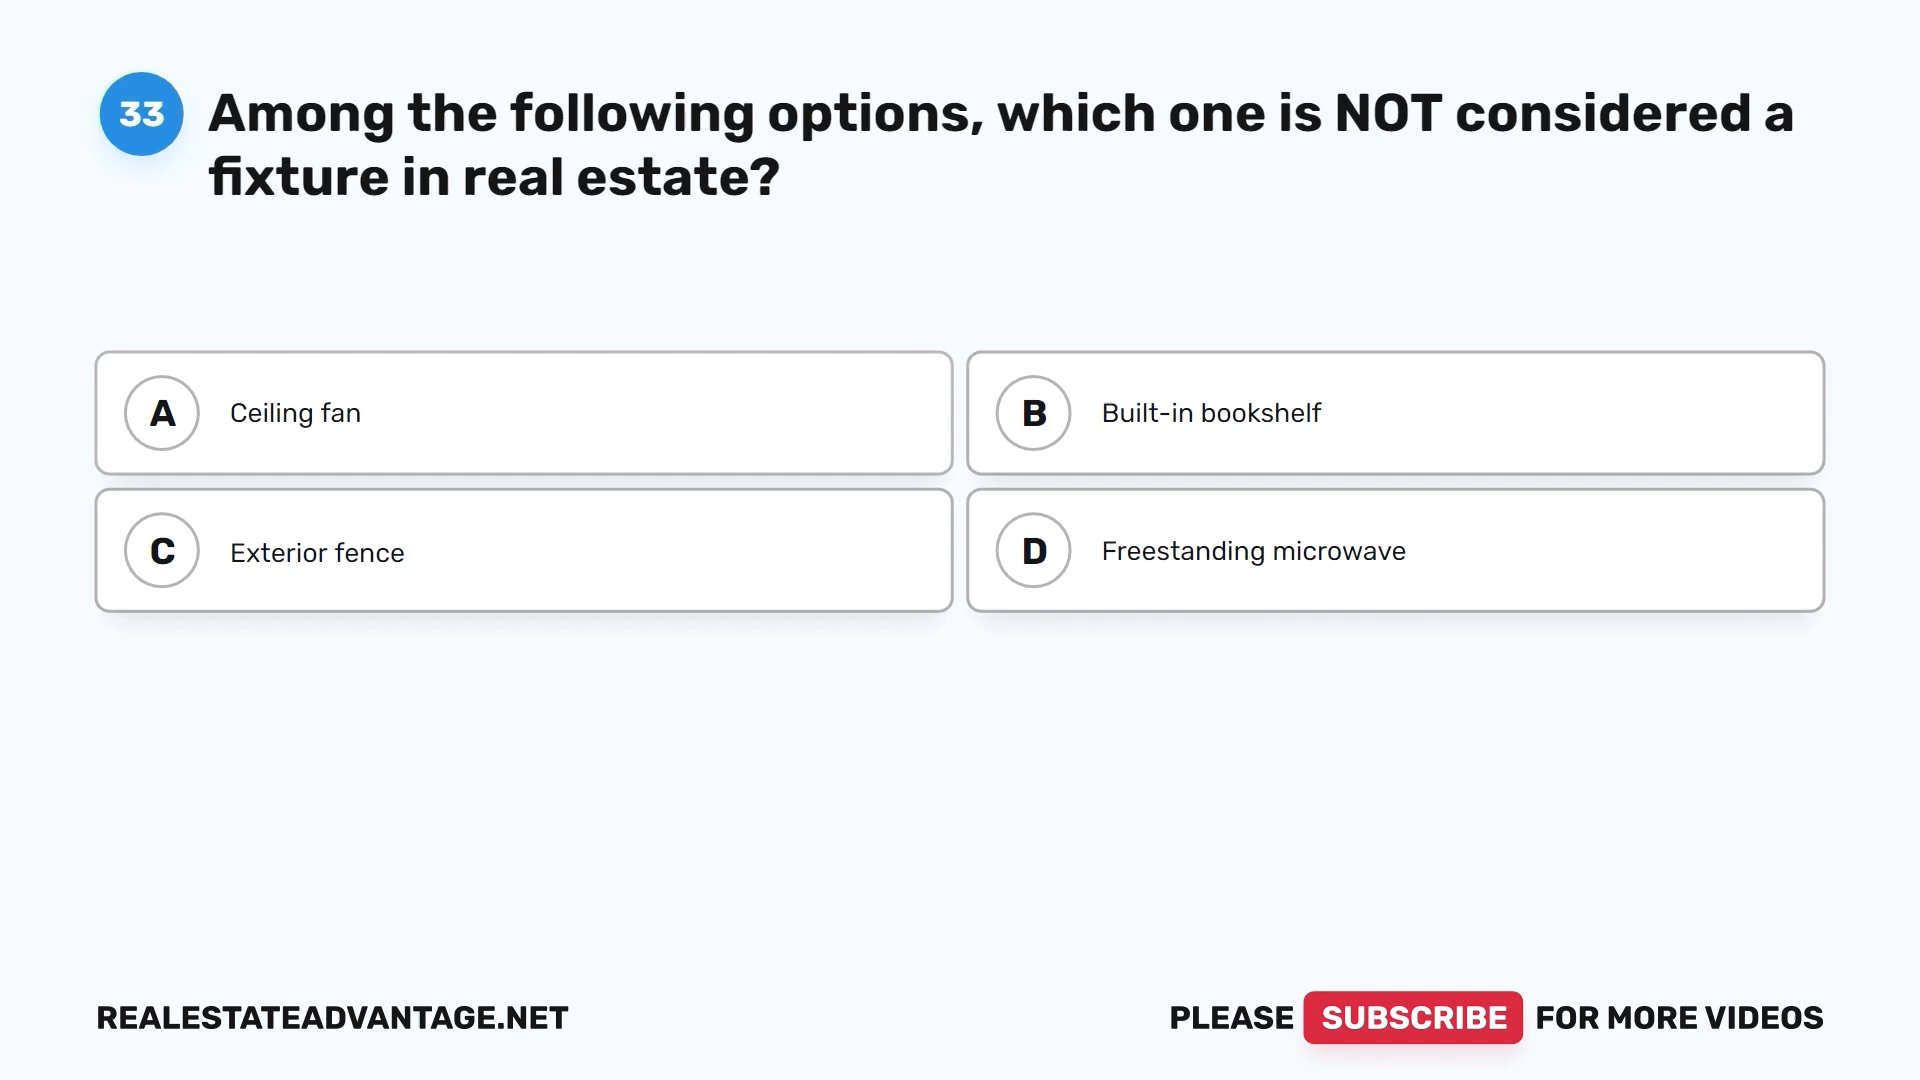 33
Among the following options, which one is NOT considered a
fixture in real estate?
A Ceiling fan
B Built-in bookshelf
C Exterior fence
D Freestanding microwave
REALESTATEADVANTAGE.NET
PLEASE SUBSCRIBE FOR MORE VIDEOS